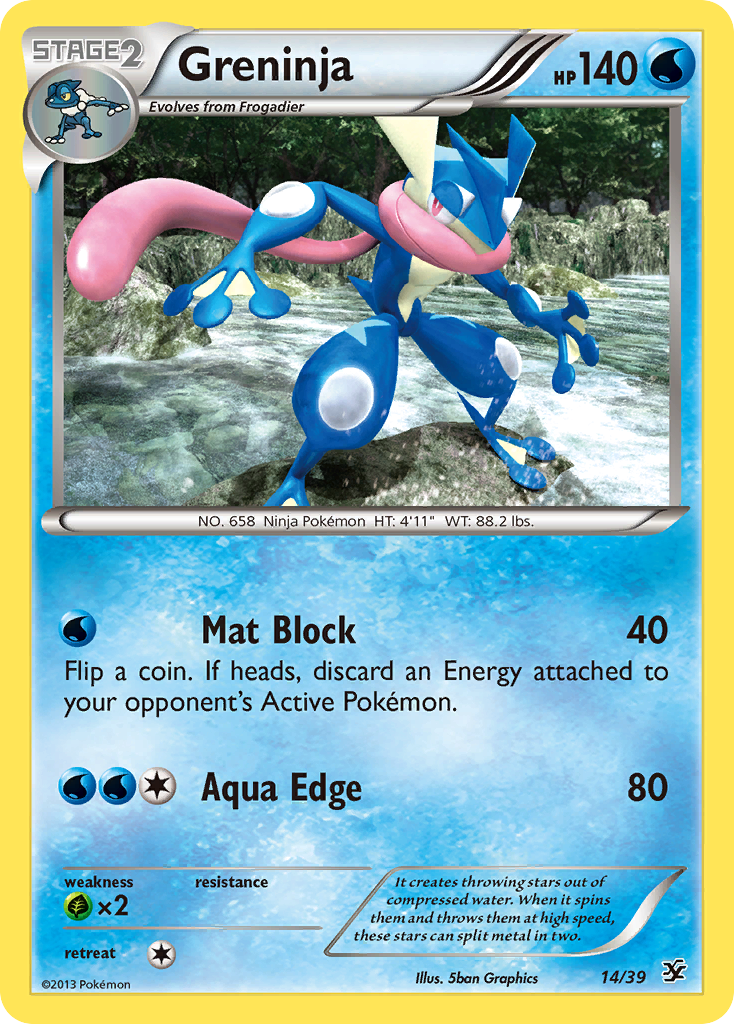 STAGE2
Greninja
HP 140
Evolves from Frogadier
NO. 658 Ninja Pokémon HT: 4'11" WT: 88.2 lbs.
Mat Block 40
Flip a coin. If heads, discard an Energy attached to
your opponent's Active Pokémon.
Aqua Edge 80
weakness
resistance
×2
retreat
It creates throwing stars out of
compressed water. When it spins
them and throws them at high speed,
these stars can split metal in two.
©2013 Pokémon
Illus. 5ban Graphics
14/39